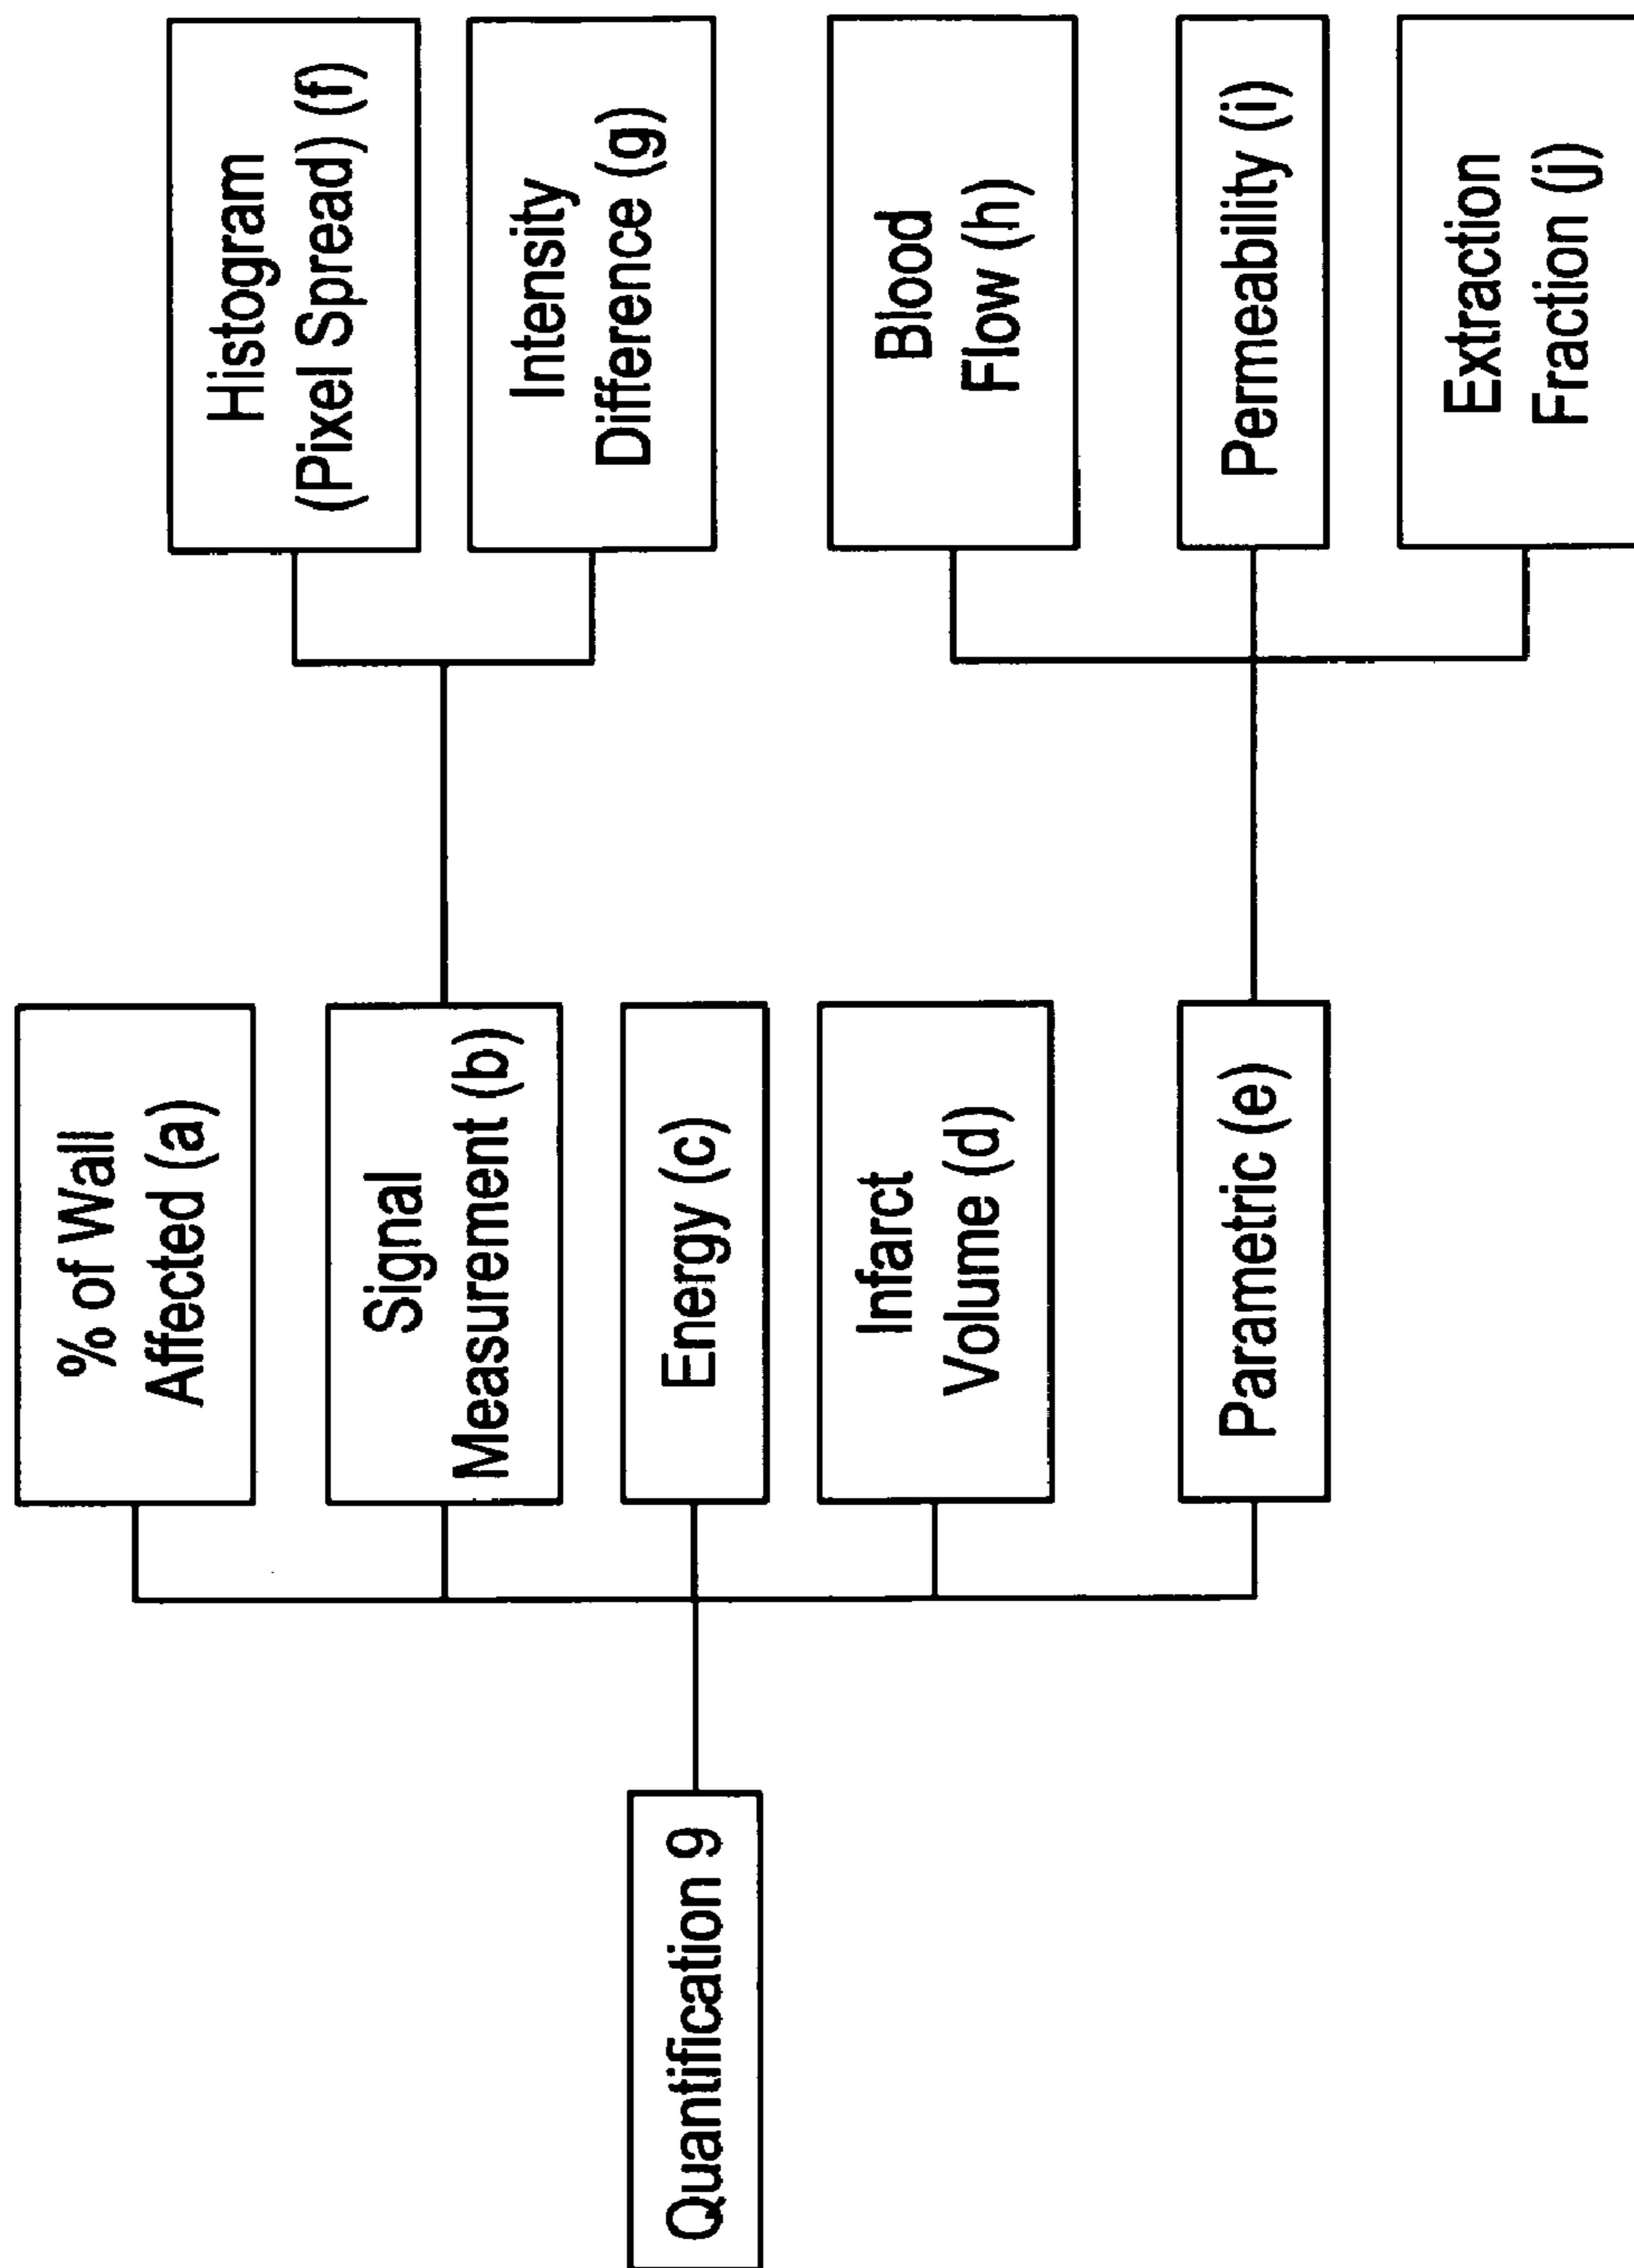 Quantification 9
% of Wall
Affected (a)
Signal
Measurement (b)
Energy (c)
Infarct
Volume (d)
Parametric (e)
Histogram
(Pixel Spread) (f)
Intensity
Difference (g)
Blood
Flow (h)
Permeability (i)
Extraction
Fraction (j)